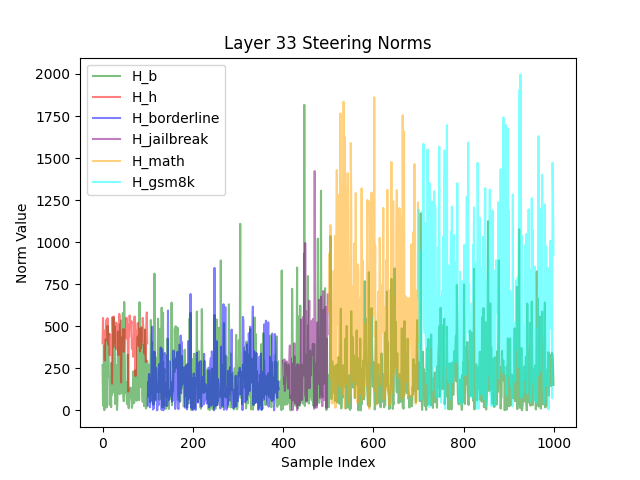 Layer 33 Steering Norms
H_b
H_h
H_borderline
H_jailbreak
H_math
H_gsm8k
Norm Value
2000
1750
1500
1250
1000
750
500
250
0
0 200 400 600 800 1000
Sample Index